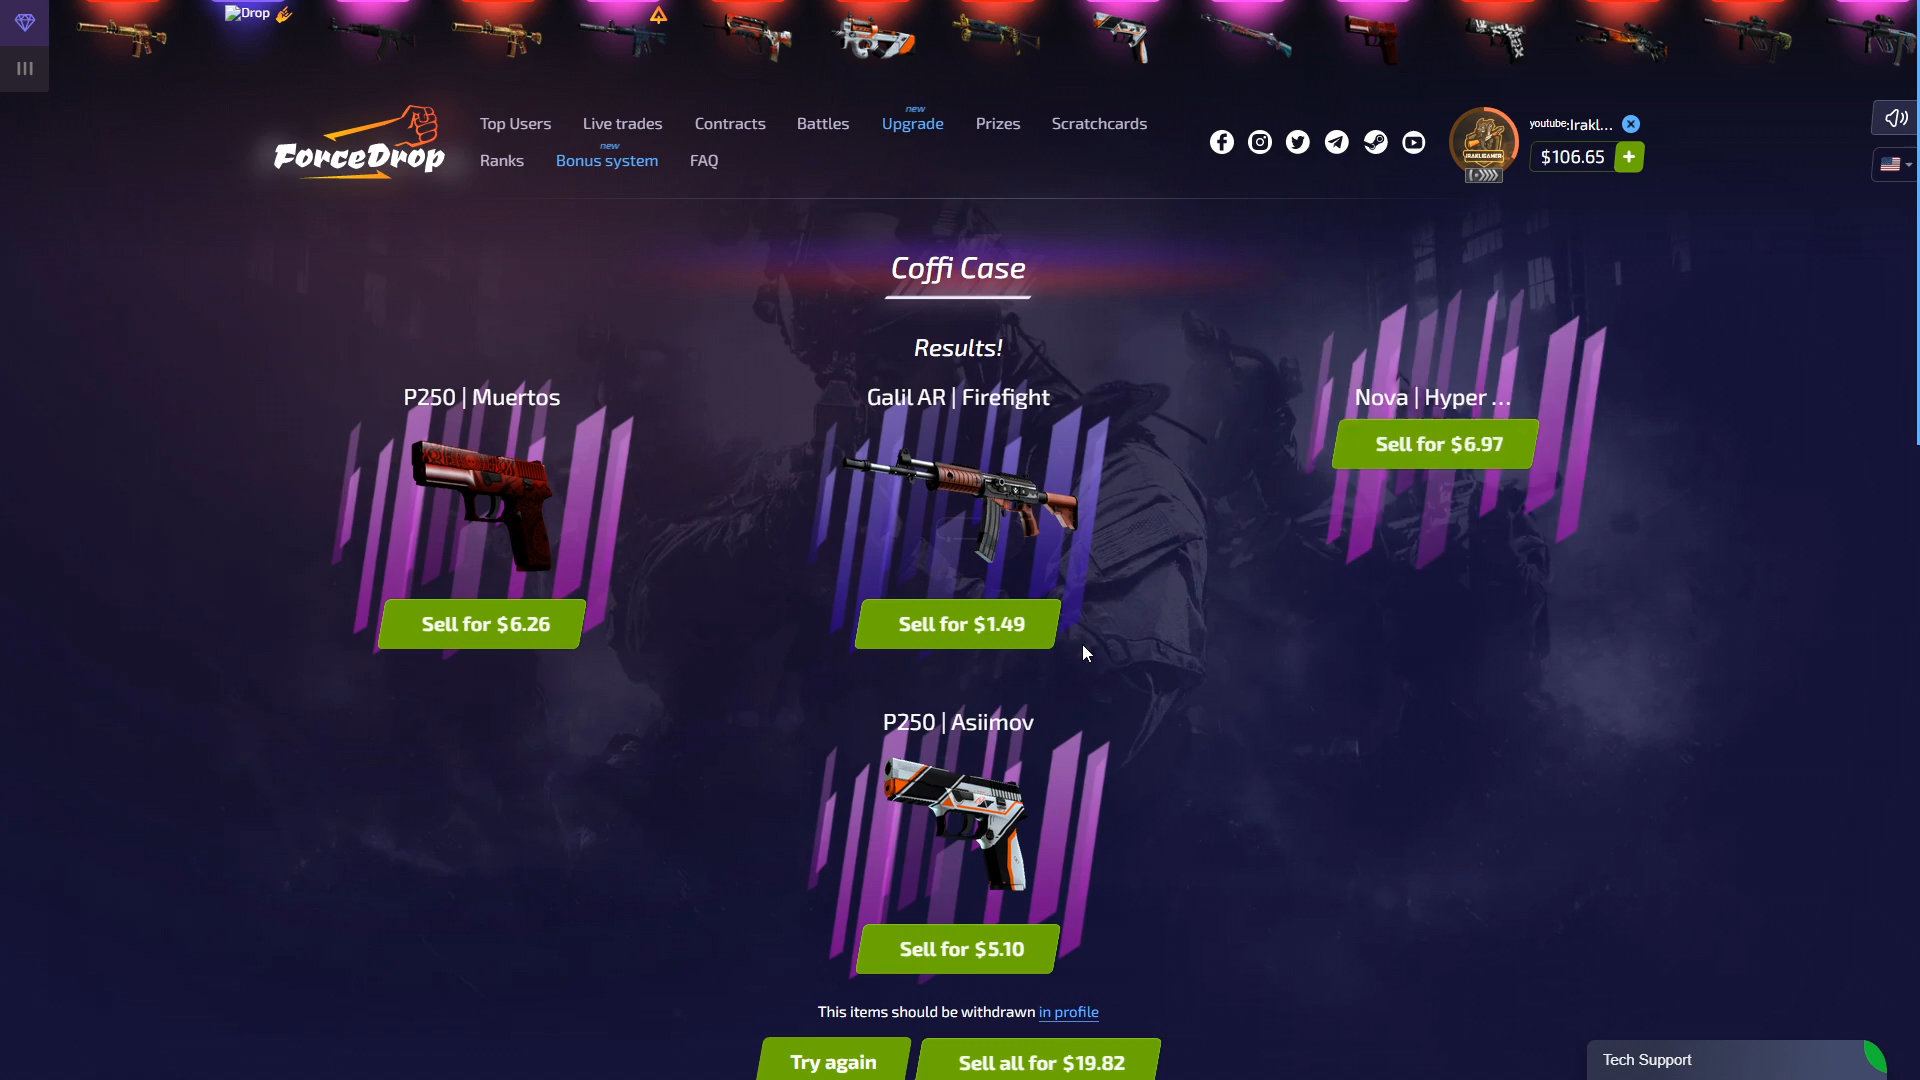 Drop
ForceDrop
Top Users
Live trades
Contracts
Battles
new
Upgrade
Prizes
Scratchcards
Ranks
new
Bonus system
FAQ
youtube:Irakl...
$106.65
IRAKLIGAMER
Coffi Case
Results!
P250 | Muertos
Sell for $6.26
Galil AR | Firefight
Sell for $1.49
Nova | Hyper ...
Sell for $6.97
P250 | Asiimov
Sell for $5.10
This items should be withdrawn in profile
Try again
Sell all for $19.82
Tech Support